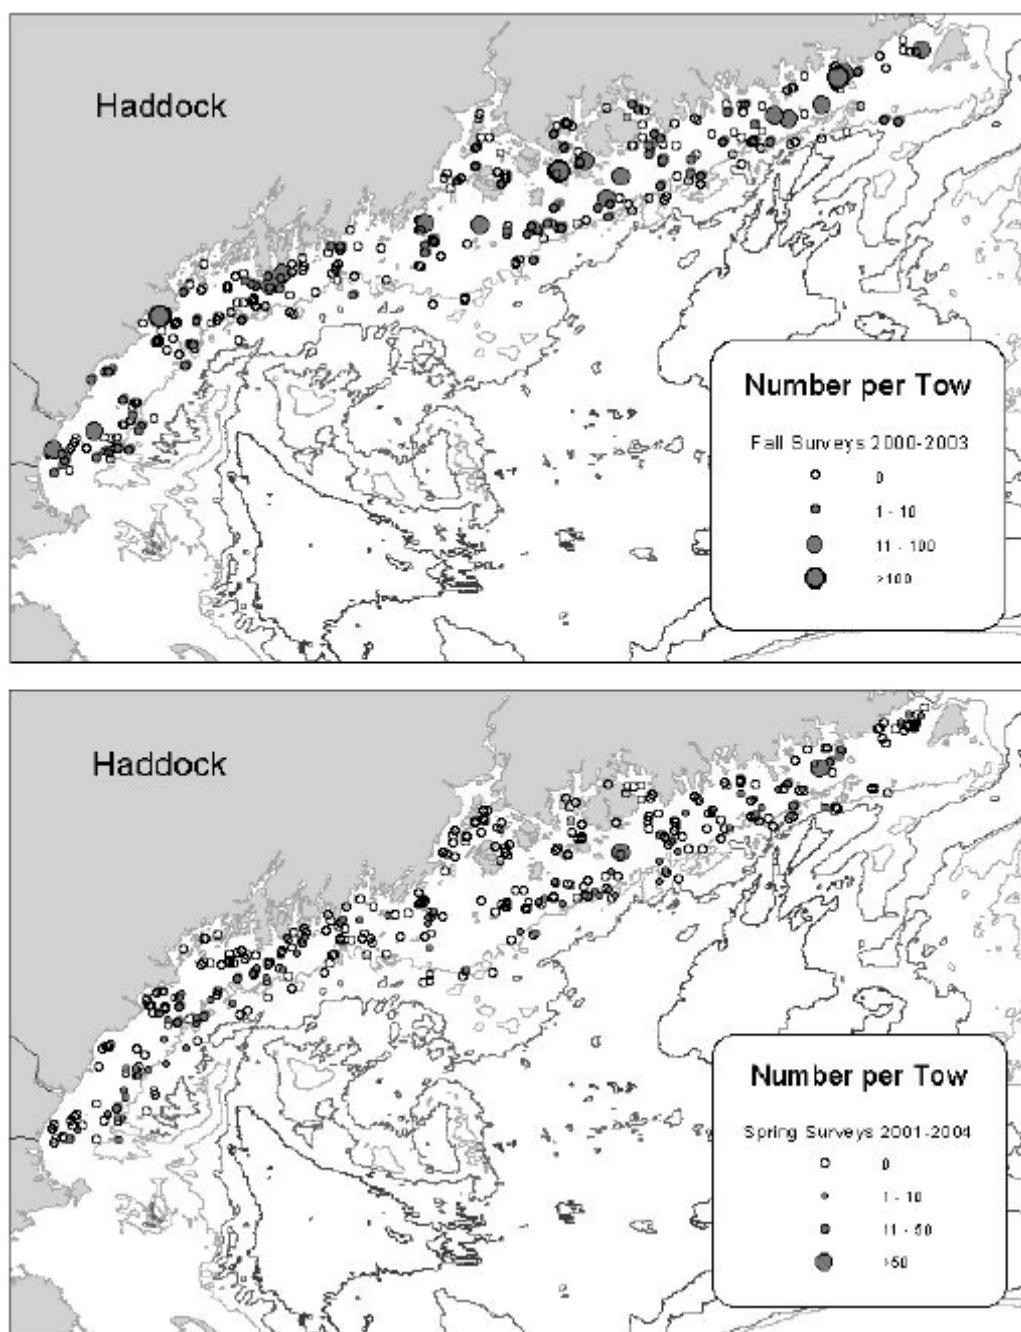 Haddock
Number per Tow
Fall Surveys 2000-2003
0
1 - 10
11 - 100
>100
Haddock
Number per Tow
Spring Surveys 2001-2004
0
1 - 10
11 - 50
>50